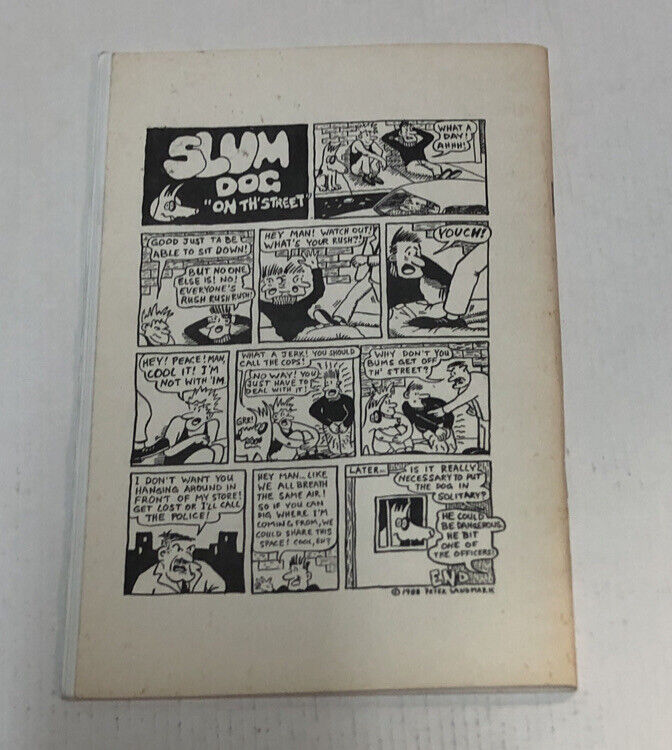 SLUM
DOG
"ON TH' STREET"
WHAT A
DAY!
AHHH!
GOOD JUST TA BE
ABLE TO SIT DOWN!
BUT NO ONE
ELSE IS! NO!
EVERYONE'S
RUSH RUSH RUSH!
HEY MAN! WATCH OUT!
WHAT'S YOUR RUSH?!
YOUCH!
HEY! PEACE! MAN,
COOL IT! I'M
NOT WITH 'IM
WHAT A JERK! YOU SHOULD
CALL THE COPS!
NO WAY! YOU
JUST HAVE TO
DEAL WITH IT!
GRR!
WHY DON'T YOU
BUMS GET OFF
TH' STREET?
I DON'T WANT YOU
HANGING AROUND IN
FRONT OF MY STORE!
GET LOST OR I'LL CALL
THE POLICE!
HEY MAN... LIKE
WE ALL BREATH
THE SAME AIR!
SO IF YOU CAN
DIG WHERE I'M
COMING FROM, WE
COULD SHARE THIS
SPACE! COOL, EH?
LATER...
IS IT REALLY
NECESSARY TO PUT
THE DOG IN
SOLITARY?
HE COULD
BE DANGEROUS
HE BIT
ONE OF
THE OFFICERS!
END
© 1988 PETER LANDMARK